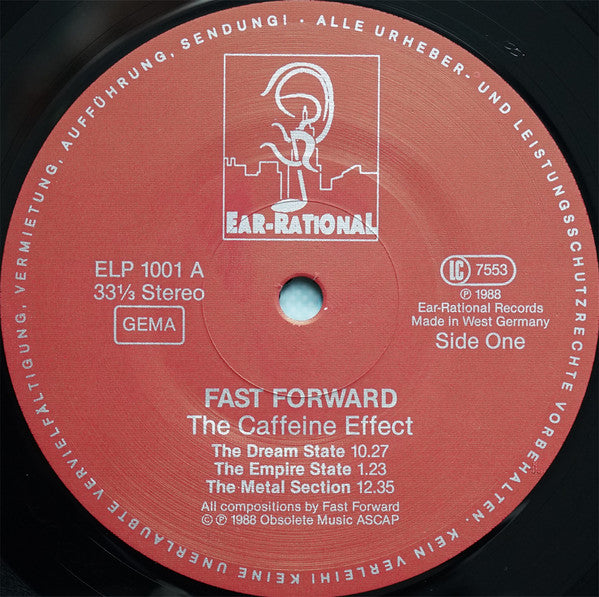 ALLE URHEBER- UND LEISTUNGSSCHUTZRECHTE VORBEHALTEN. KEIN VERLEIH! KEINE UNERLAUBTE VERVIELFÄLTIGUNG, VERMIETUNG, AUFFÜHRUNG, SENDUNG! ·
EAR-RATIONAL
ELP 1001 A
33⅓ Stereo
GEMA
LC 7553
℗ 1988
Ear-Rational Records
Made in West Germany
Side One
FAST FORWARD
The Caffeine Effect
The Dream State 10.27
The Empire State 1.23
The Metal Section 12.35
All compositions by Fast Forward
© ℗ 1988 Obsolete Music ASCAP